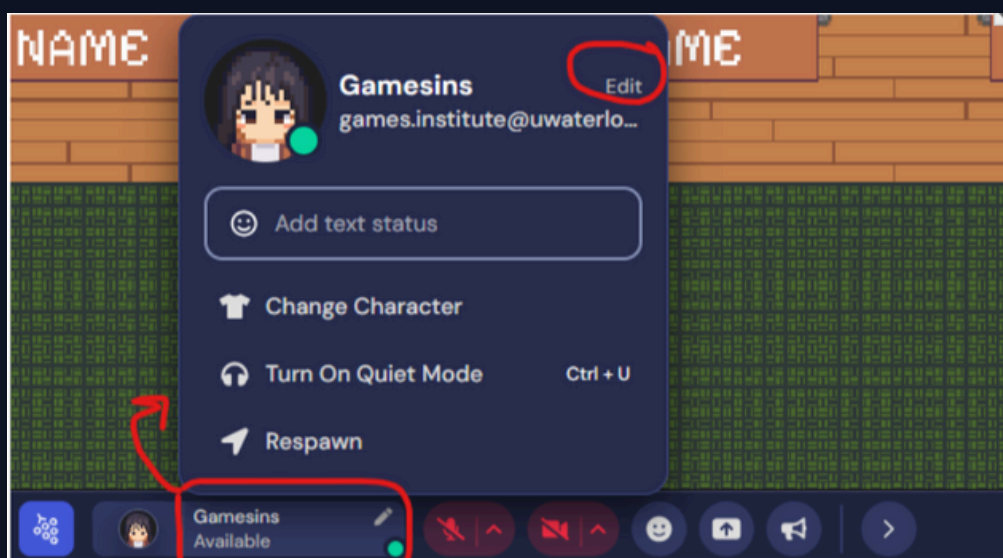 NAME
ME
Gamesins
Edit
games.institute@uwaterlo...
Add text status
Change Character
Turn On Quiet Mode
Ctrl + U
Respawn
Gamesins
Available